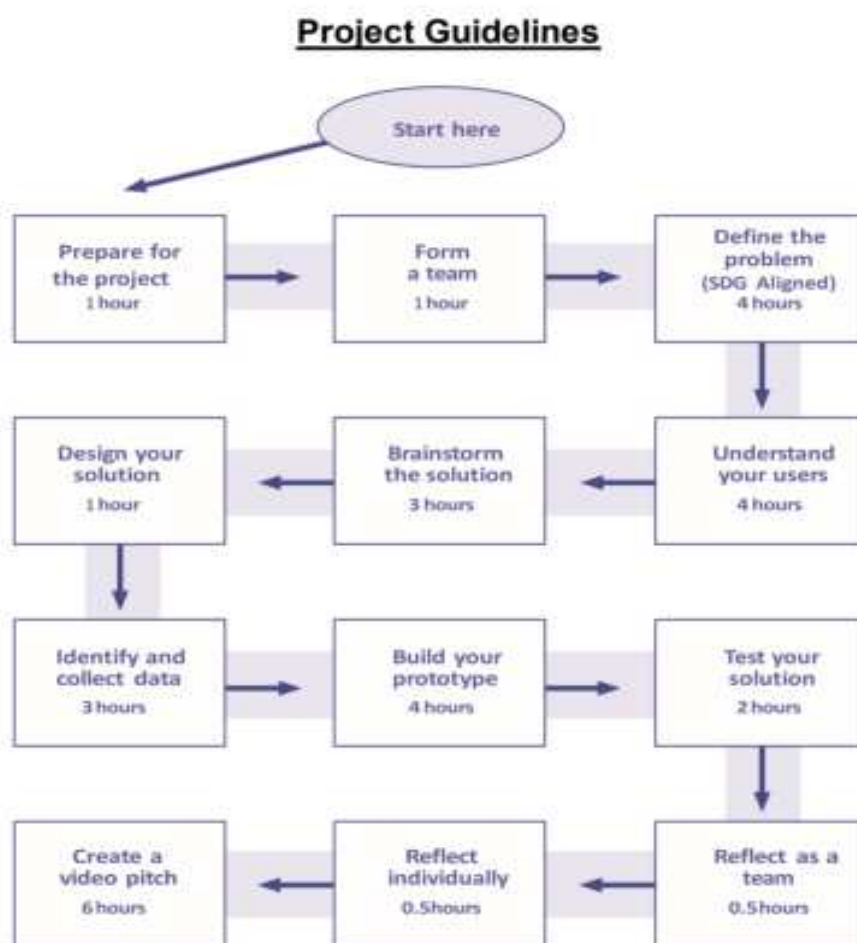 Project Guidelines
Start here
Prepare for
the project
1 hour
Form
a team
1 hour
Define the
problem
(SDG Aligned)
4 hours
Understand
your users
4 hours
Brainstorm
the solution
3 hours
Design your
solution
1 hour
Identify and
collect data
3 hours
Build your
prototype
4 hours
Test your
solution
2 hours
Reflect as a
team
0.5hours
Reflect
individually
0.5hours
Create a
video pitch
6 hours